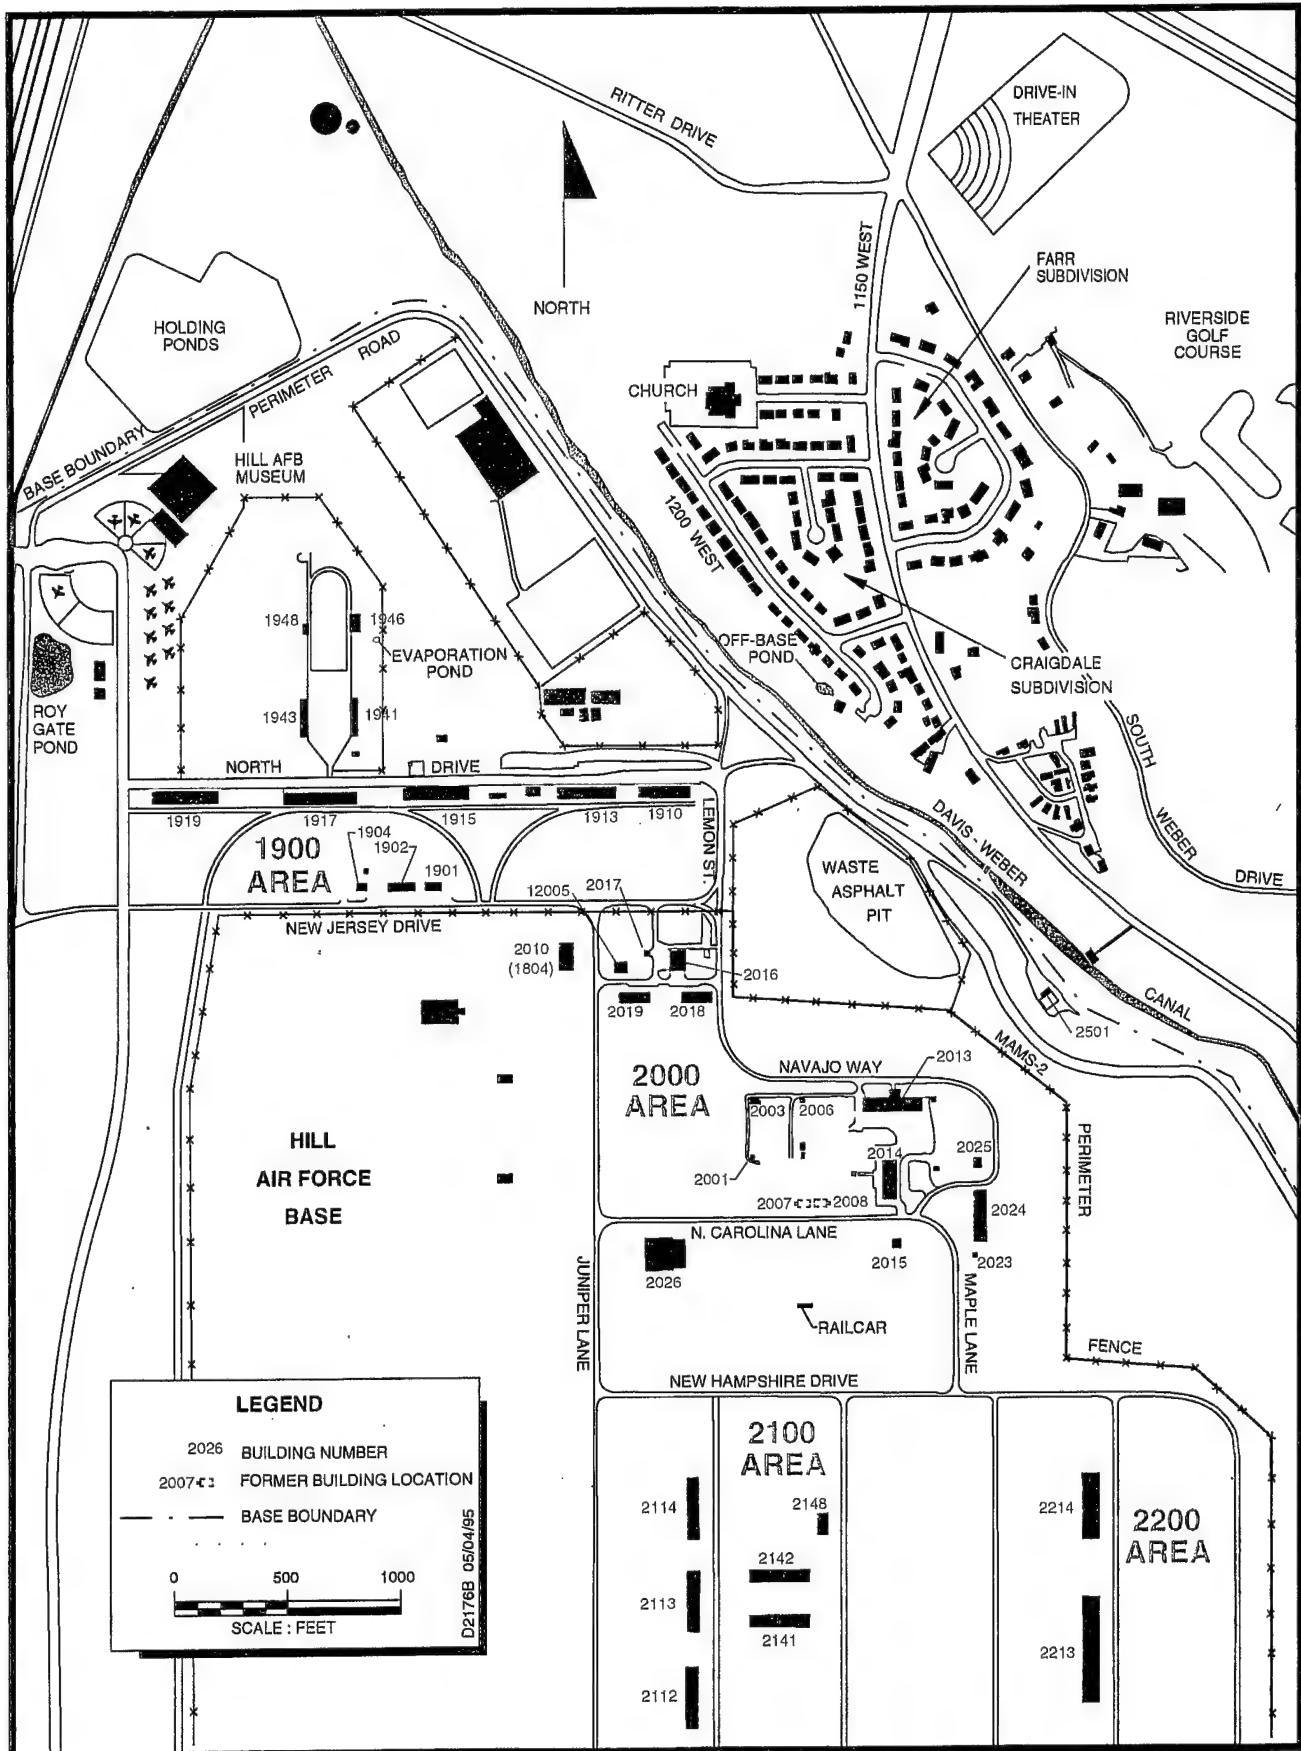 RITTER DRIVE
DRIVE-IN
THEATER
1150 WEST
FARR
SUBDIVISION
NORTH
RIVERSIDE
GOLF
COURSE
HOLDING
PONDS
BASE BOUNDARY
PERIMETER ROAD
CHURCH
HILL AFB
MUSEUM
1200 WEST
1948
1946
EVAPORATION
POND
OFF-BASE
POND
CRAIGDALE
SUBDIVISION
ROY
GATE
POND
1943
1941
SOUTH WEBER DRIVE
NORTH DRIVE
1919
1917
1915
1913
1910
LEMON ST.
DAVIS - WEBER CANAL
1900
AREA
1904
1902
1901
WASTE
ASPHALT
PIT
12005
2017
NEW JERSEY DRIVE
2010
(1804)
2016
2019
2018
2501
MAMS-2 PERIMETER FENCE
2000
AREA
NAVAJO WAY
2013
2003
2006
2014
2025
2001
2007
2008
2024
HILL
AIR FORCE
BASE
N. CAROLINA LANE
2026
2015
2023
JUNIPER LANE
MAPLE LANE
RAILCAR
NEW HAMPSHIRE DRIVE
LEGEND
2026 BUILDING NUMBER
2007 FORMER BUILDING LOCATION
BASE BOUNDARY
0 500 1000
SCALE : FEET
D2176B 05/04/95
2100
AREA
2114
2148
2142
2113
2141
2112
2214
2200
AREA
2213